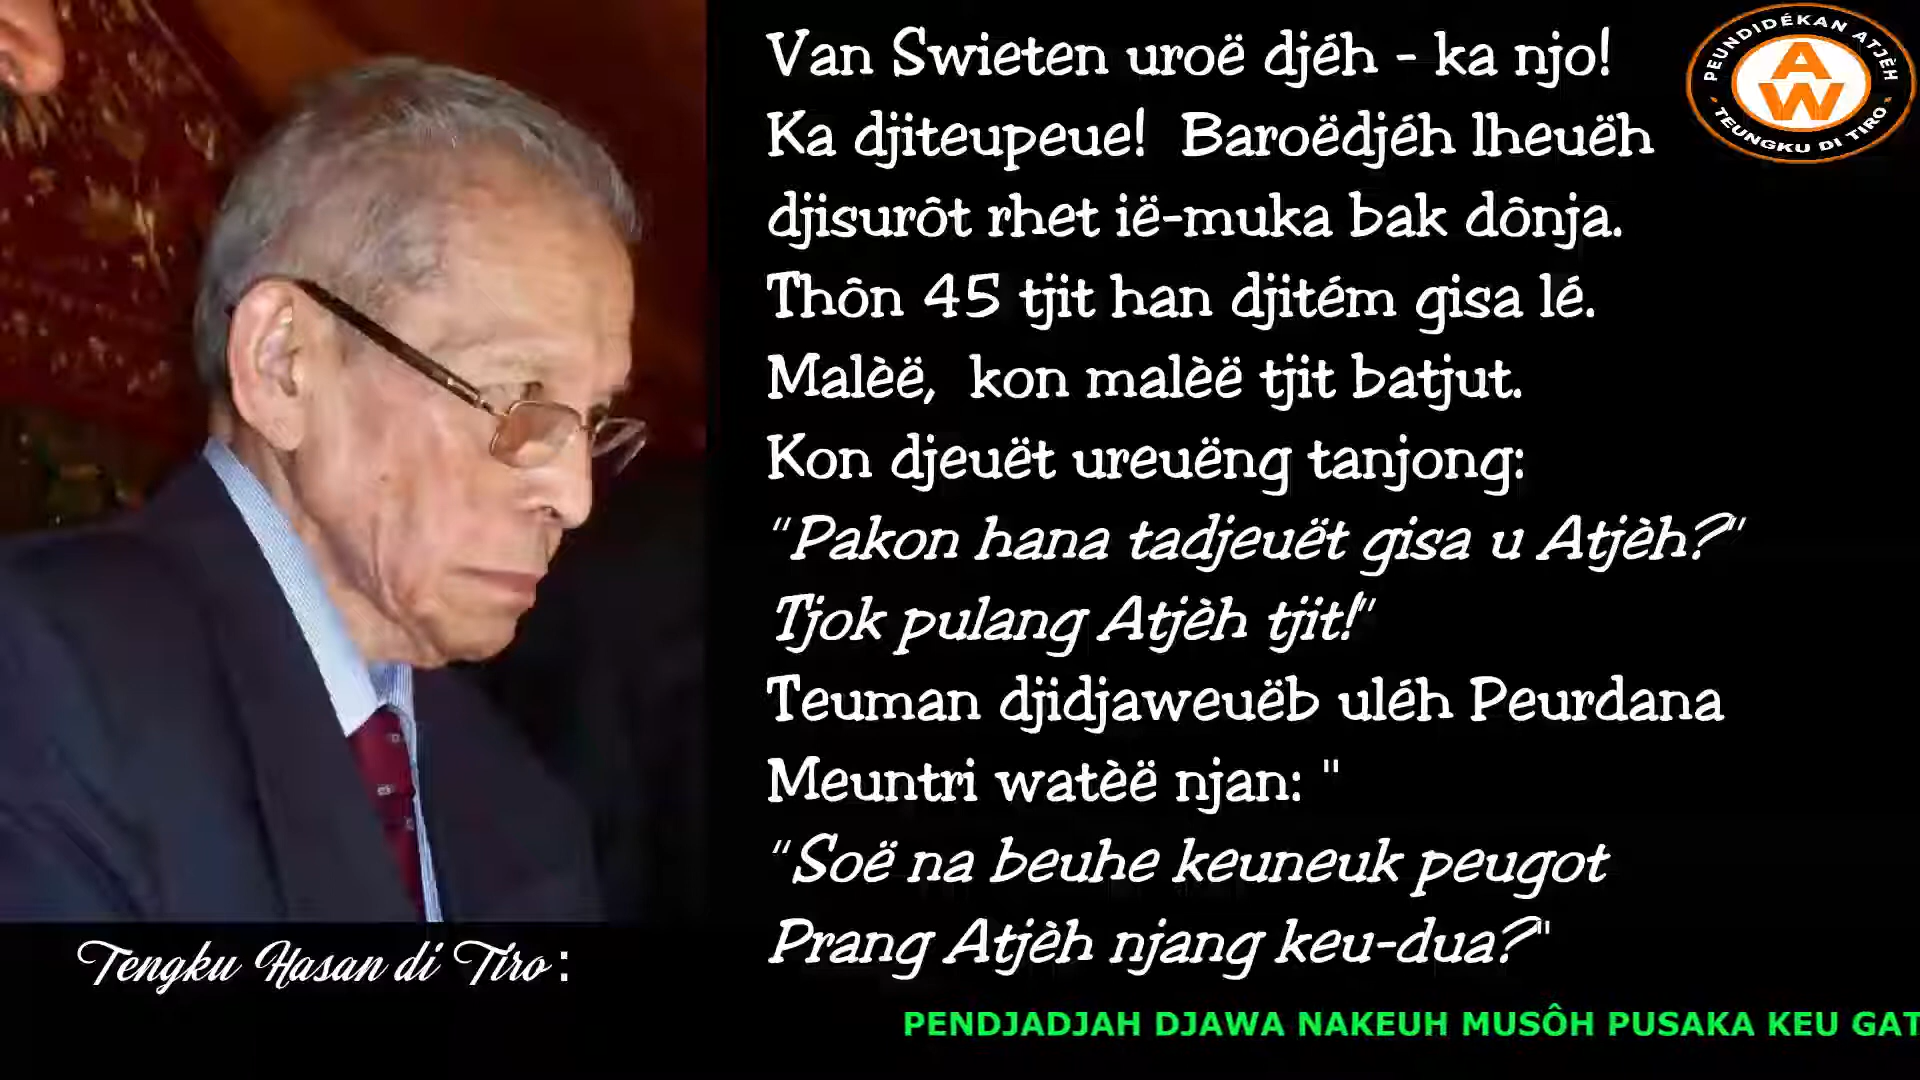 Van Swieten uroë djéh - ka njo!
Ka djiteupeue! Baroëdjéh lheuëh
djisurôt rhet ië-muka bak dônja.
Thôn 45 tjit han djitém gisa lé.
Malèë, kon malèë tjit batjut.
Kon djeuët ureuëng tanjong:
“Pakon hana tadjeuët gisa u Atjèh?”
Tjok pulang Atjèh tjit!”
Teuman djidjaweuëb uléh Peurdana
Meuntri watèë njan: "
“Soë na beuhe keuneuk peugot
Prang Atjèh njang keu-dua?"
PEUNDIDÉKAN ATJÈH
AW
TEUNGKU DI TIRO
Tengku Hasan di Tiro :
PENDJADJAH DJAWA NAKEUH MUSÔH PUSAKA KEU GAT